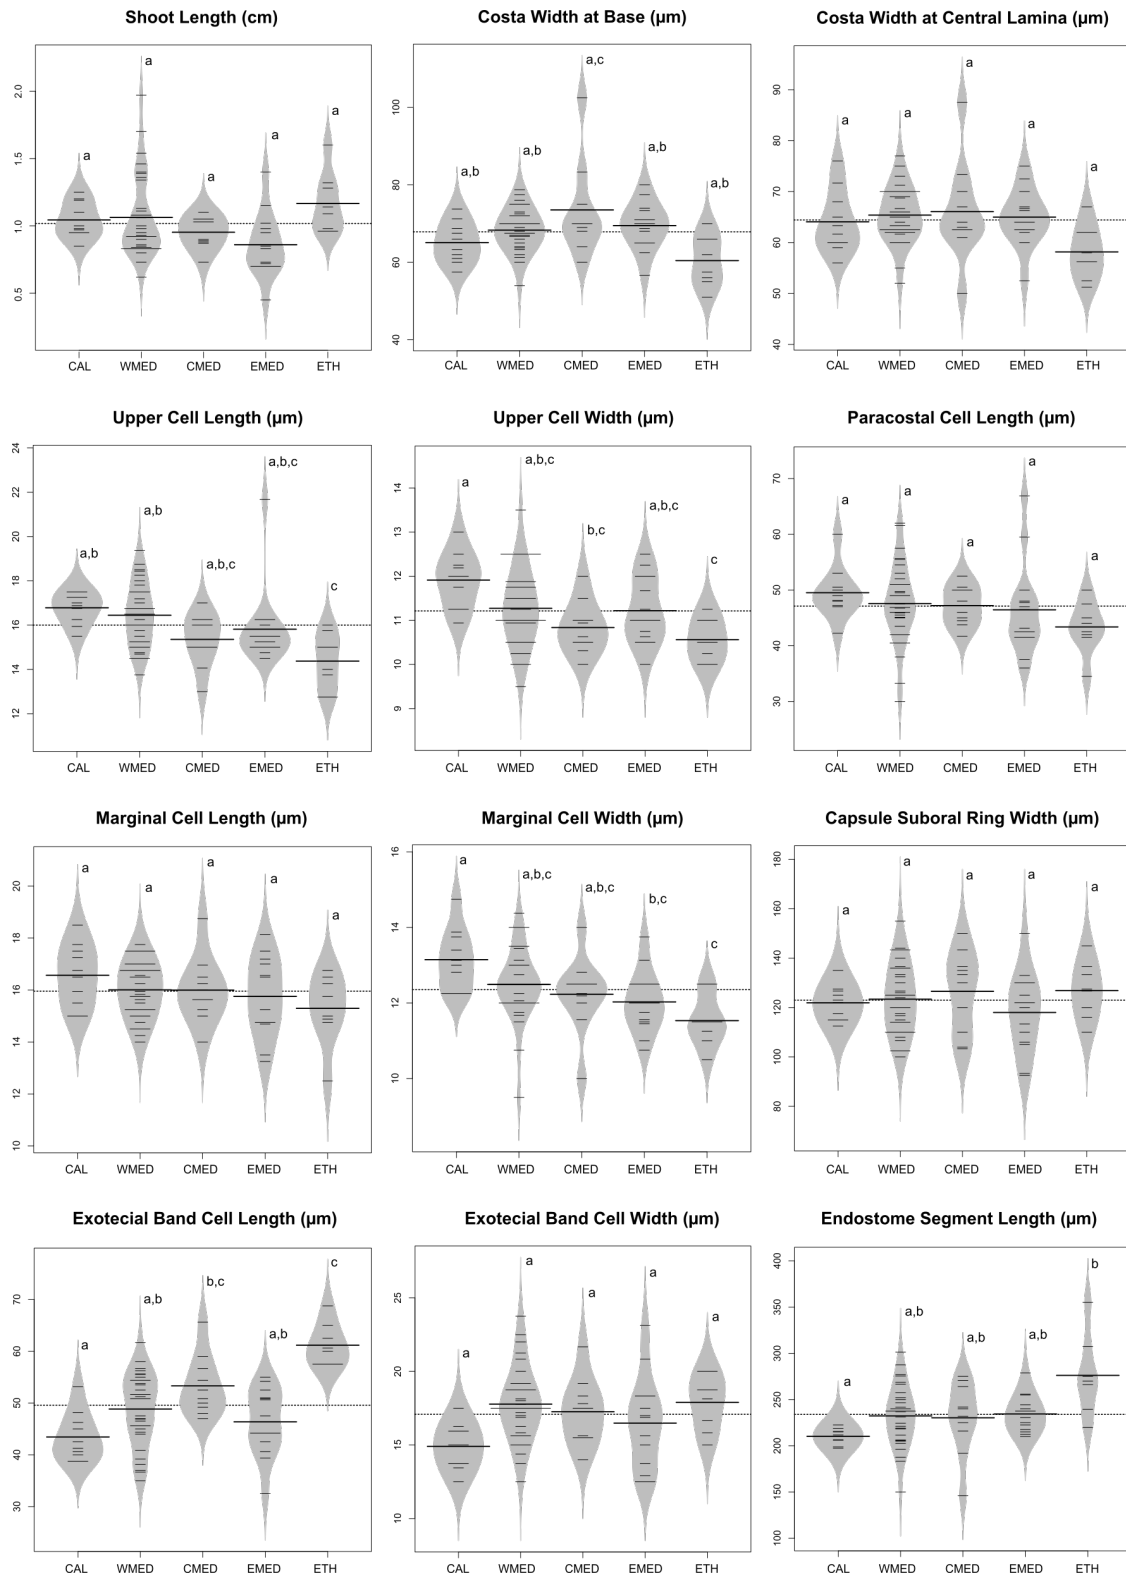 Shoot Length (cm)
Costa Width at Base (µm)
Costa Width at Central Lamina (µm)
0.5 1.0 1.5 2.0
a a a a a
CAL WMED CMED EMED ETH
40 60 80 100
a,b a,b a,c a,b a,b
CAL WMED CMED EMED ETH
40 50 60 70 80 90
a a a a a
CAL WMED CMED EMED ETH
Upper Cell Length (µm)
Upper Cell Width (µm)
Paracostal Cell Length (µm)
12 14 16 18 20 22 24
a,b a,b a,b,c a,b,c c
CAL WMED CMED EMED ETH
9 10 11 12 13 14
a a,b,c b,c a,b,c c
CAL WMED CMED EMED ETH
30 40 50 60 70
a a a a a
CAL WMED CMED EMED ETH
Marginal Cell Length (µm)
Marginal Cell Width (µm)
Capsule Suboral Ring Width (µm)
10 12 14 16 18 20
a a a a a
CAL WMED CMED EMED ETH
10 12 14 16
a a,b,c a,b,c b,c c
CAL WMED CMED EMED ETH
80 100 120 140 160 180
a a a a a
CAL WMED CMED EMED ETH
Exotecial Band Cell Length (µm)
Exotecial Band Cell Width (µm)
Endostome Segment Length (µm)
30 40 50 60 70
a a,b b,c a,b c
CAL WMED CMED EMED ETH
10 15 20 25
a a a a a
CAL WMED CMED EMED ETH
100 150 200 250 300 350 400
a a,b a,b a,b b
CAL WMED CMED EMED ETH